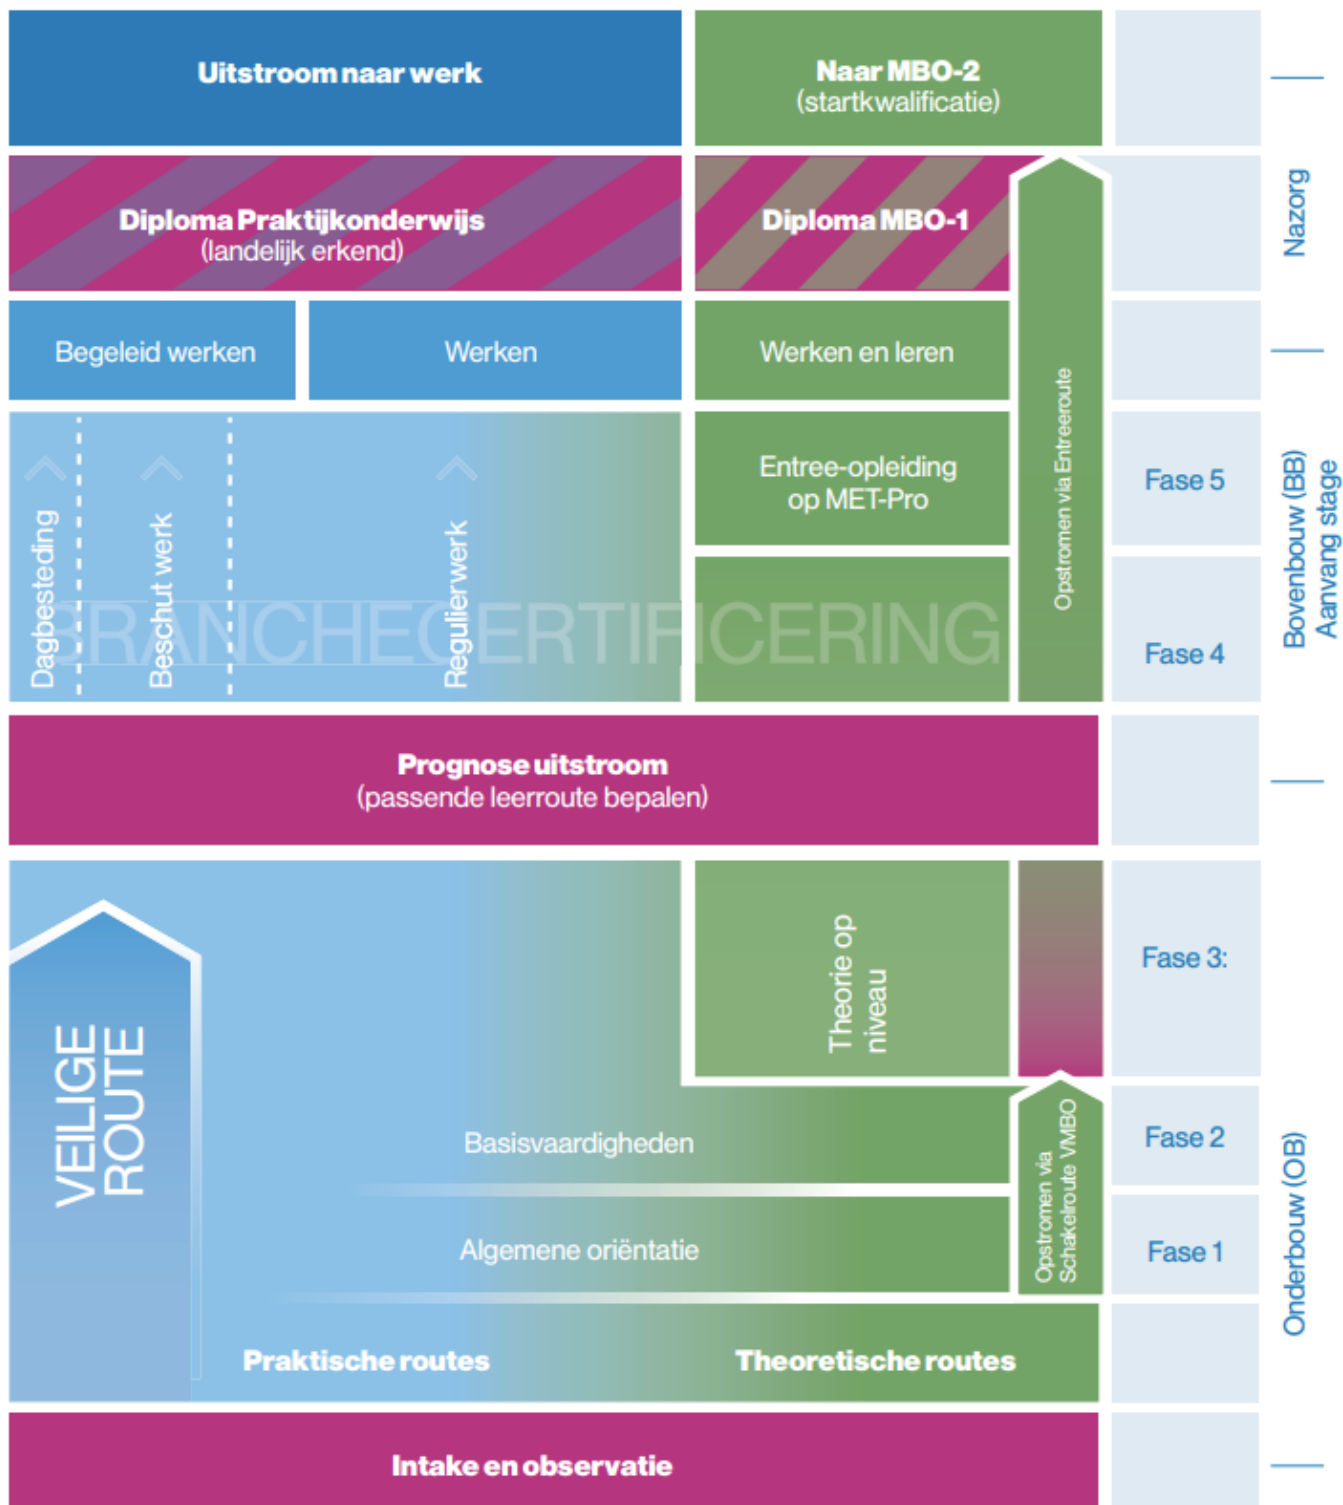 Uitstroom naar werk
Naar MBO-2
(startkwalificatie)
Diploma Praktijkonderwijs
(landelijk erkend)
Diploma MBO-1
Nazorg
Begeleid werken
Werken
Werken en leren
Opstromen via Entreeroute
Dagbesteding
Beschut werk
Regulierwerk
Entree-opleiding
op MET-Pro
Fase 5
BRANCHECERTIFICERING
Fase 4
Bovenbouw (BB)
Aanvang stage
Prognose uitstroom
(passende leerroute bepalen)
VEILIGE
ROUTE
Theorie op
niveau
Fase 3:
Basisvaardigheden
Fase 2
Opstromen via
Schakelroute VMBO
Algemene oriëntatie
Fase 1
Onderbouw (OB)
Praktische routes
Theoretische routes
Intake en observatie